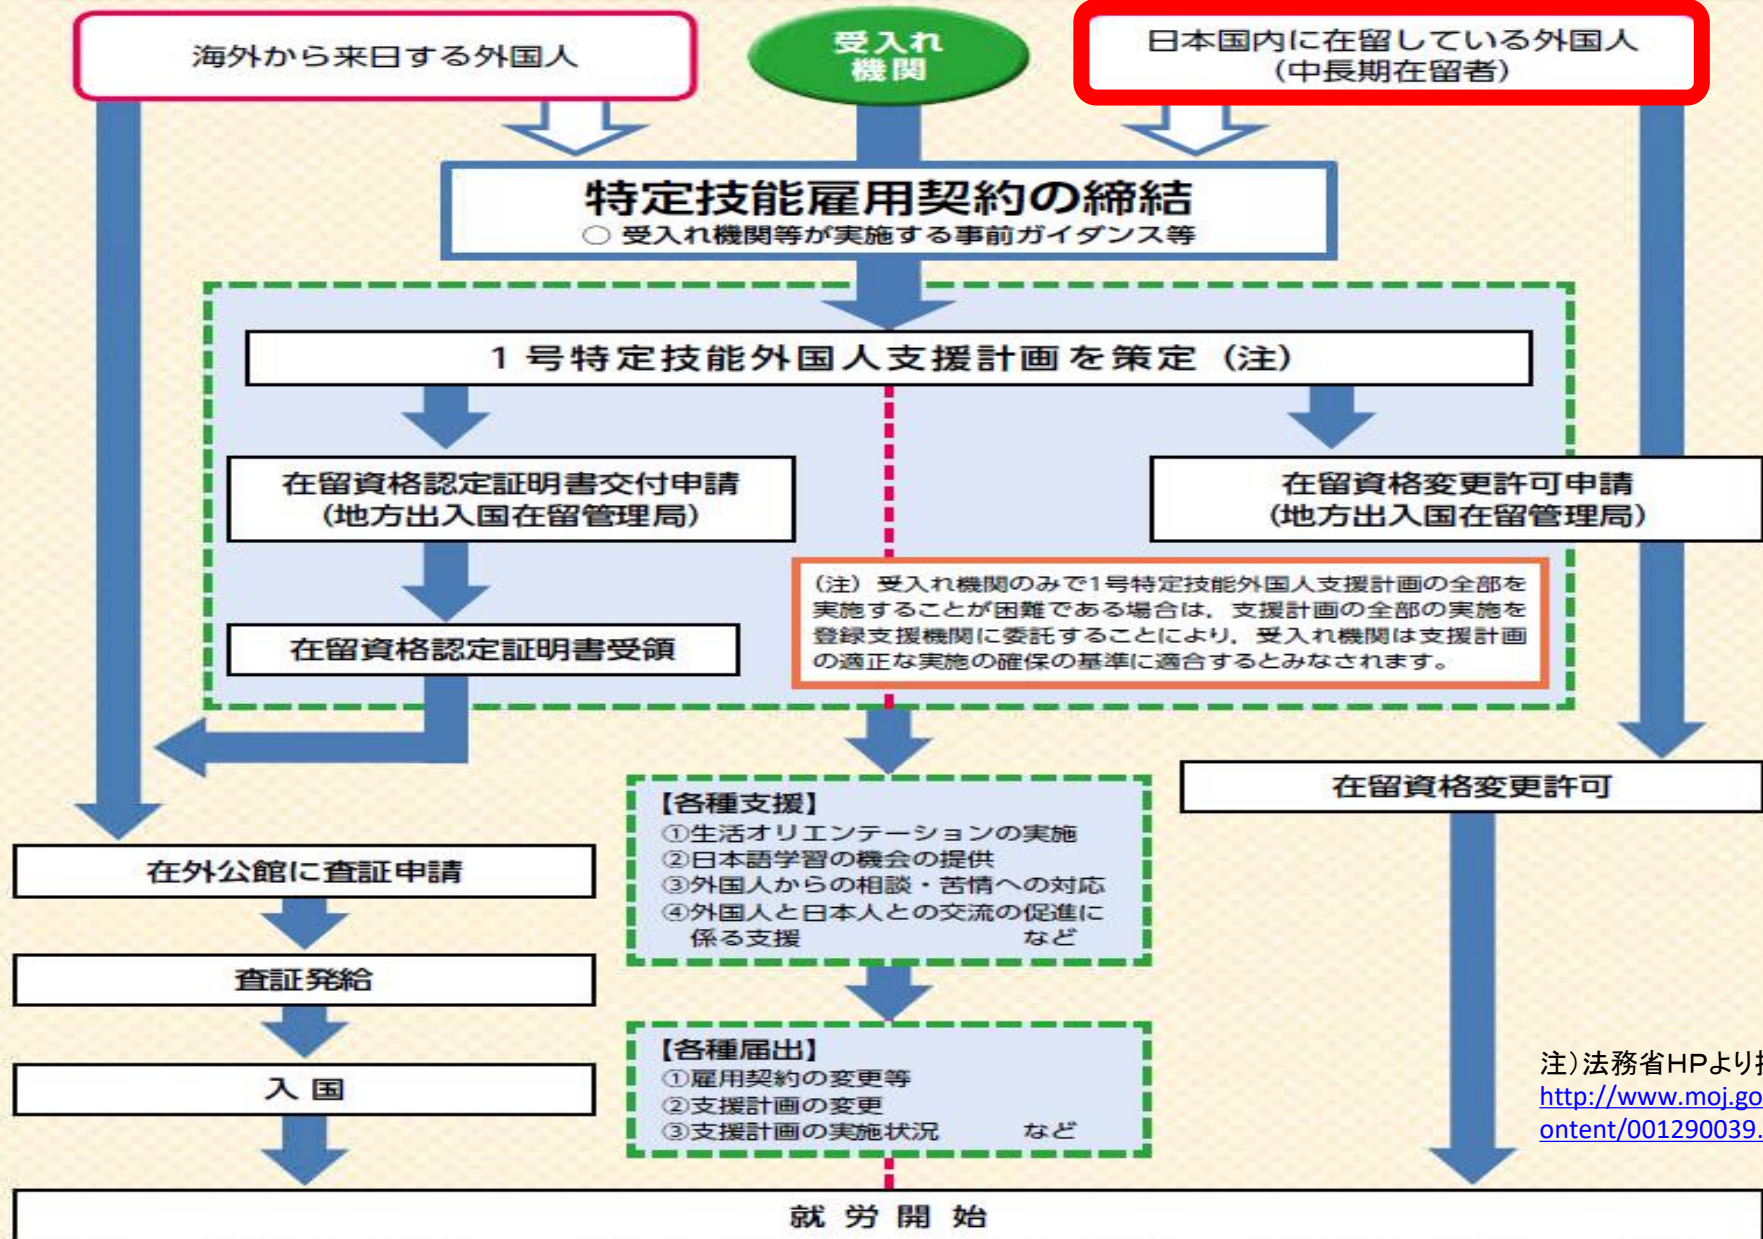 海外から来日する外国人
受入れ
機関
日本国内に在留している外国人
（中長期在留者）
特定技能雇用契約の締結
○ 受入れ機関等が実施する事前ガイダンス等
1号特定技能外国人支援計画を策定（注）
在留資格認定証明書交付申請
（地方出入国在留管理局）
在留資格変更許可申請
（地方出入国在留管理局）
（注）受入れ機関のみで1号特定技能外国人支援計画の全部を
実施することが困難である場合は，支援計画の全部の実施を
登録支援機関に委託することにより，受入れ機関は支援計画
の適正な実施の確保の基準に適合するとみなされます。
在留資格認定証明書受領
在留資格変更許可
【各種支援】
①生活オリエンテーションの実施
②日本語学習の機会の提供
③外国人からの相談・苦情への対応
④外国人と日本人との交流の促進に
係る支援 など
在外公館に査証申請
査証発給
入国
【各種届出】
①雇用契約の変更等
②支援計画の変更
③支援計画の実施状況 など
注）法務省HPより
http://www.moj.go
ontent/001290039.
就労開始